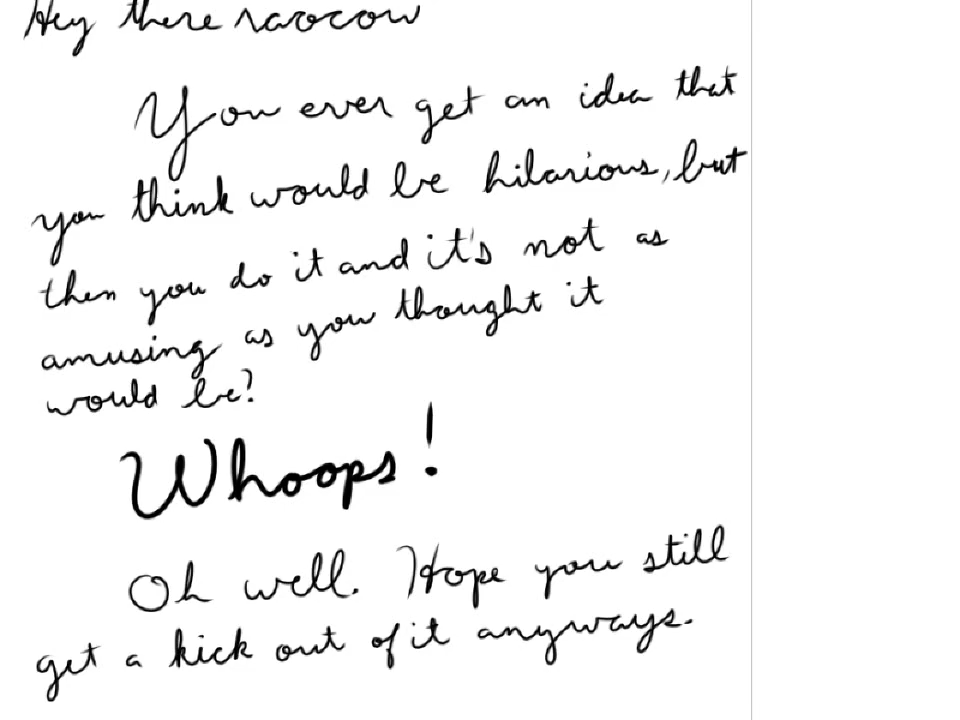 Hey there raocow
You ever get an idea that
you think would be hilarious, but
then you do it and it's not as
amusing as you thought it
would be?
Whoops!
Oh well. Hope you still
get a kick out of it anyways.